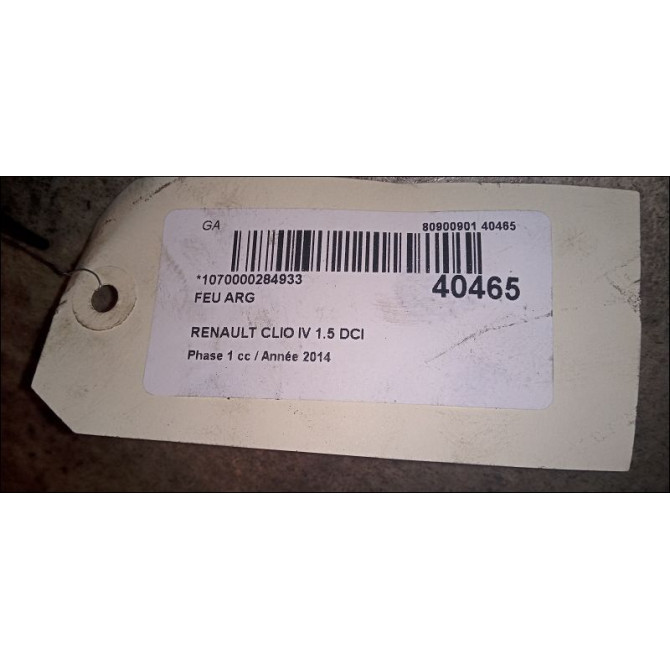 GA 80900901 40465
*1070000284933 40465
FEU ARG
RENAULT CLIO IV 1.5 DCI
Phase 1 cc / Année 2014